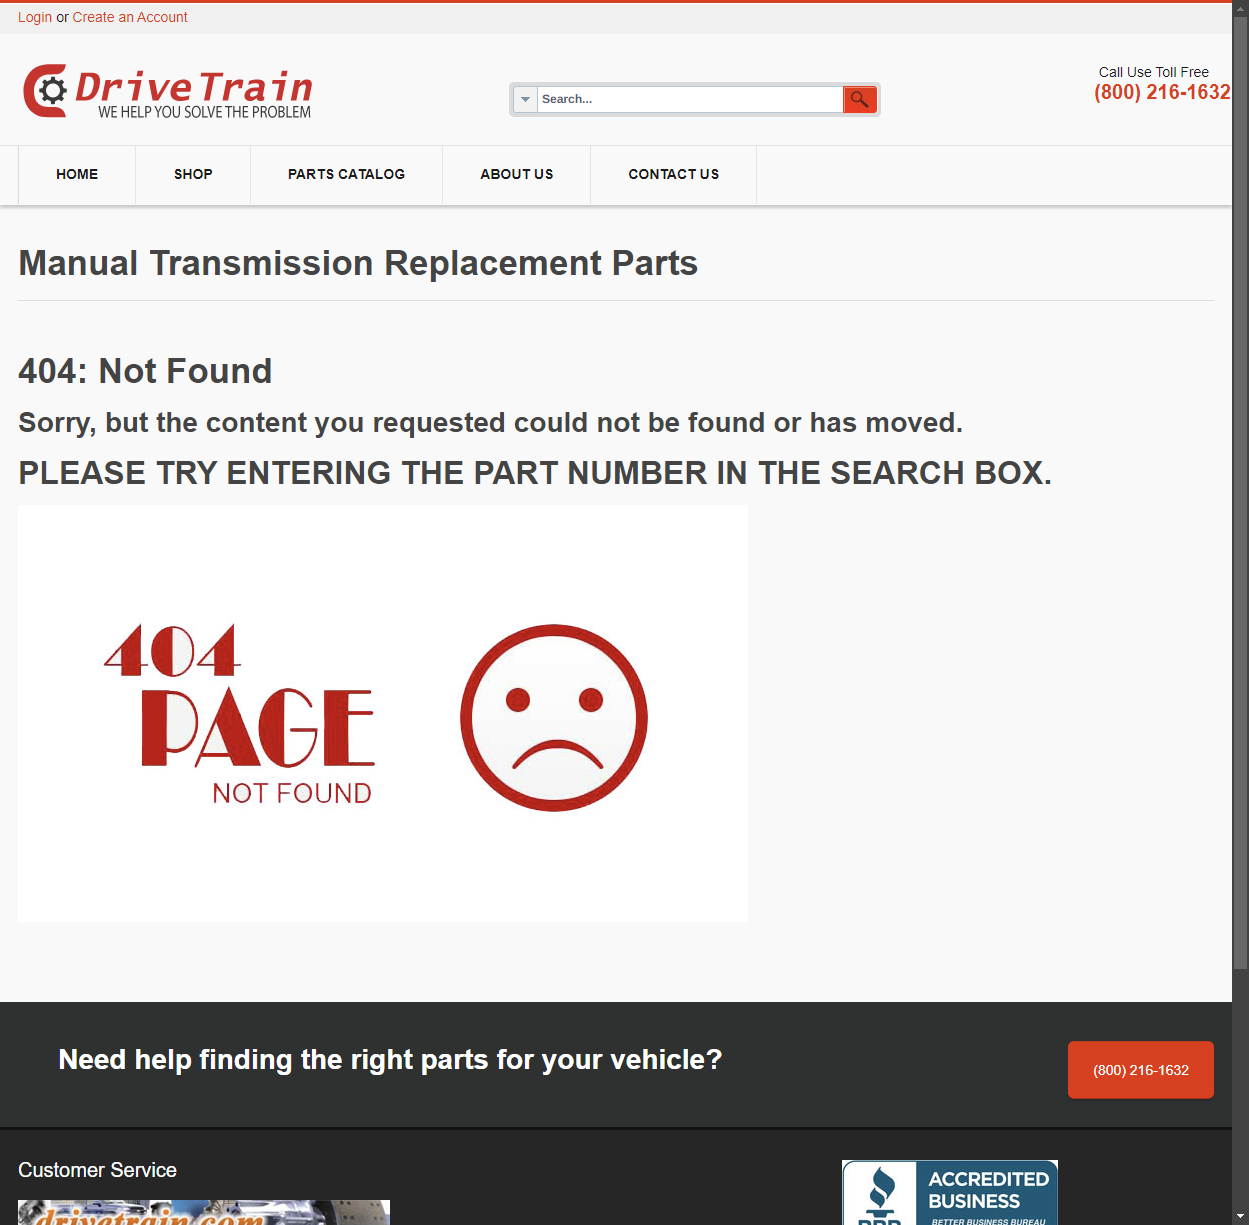 Login or Create an Account
Drive Train
WE HELP YOU SOLVE THE PROBLEM
Search...
Call Use Toll Free
(800) 216-1632
HOME
SHOP
PARTS CATALOG
ABOUT US
CONTACT US
Manual Transmission Replacement Parts
404: Not Found
Sorry, but the content you requested could not be found or has moved.
PLEASE TRY ENTERING THE PART NUMBER IN THE SEARCH BOX.
404
PAGE
NOT FOUND
Need help finding the right parts for your vehicle?
(800) 216-1632
Customer Service
drivetrain.com
ACCREDITED
BUSINESS
BBB
BETTER BUSINESS BUREAU